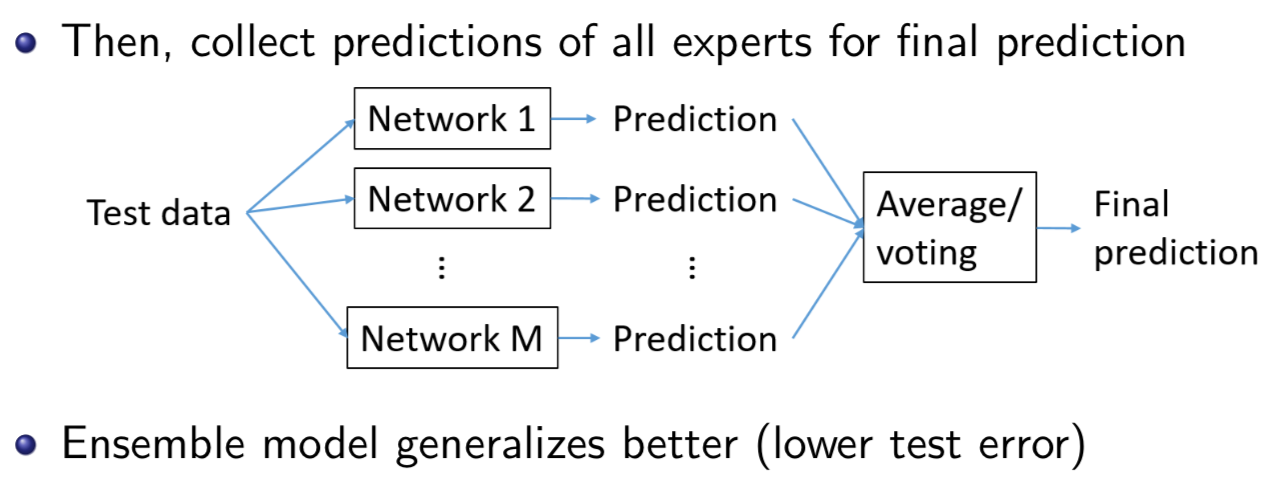 Then, collect predictions of all experts for final prediction
Network 1
Prediction
Network 2
Prediction
Test data
Average/
voting
Final
prediction
⋮
⋮
Network M
Prediction
Ensemble model generalizes better (lower test error)